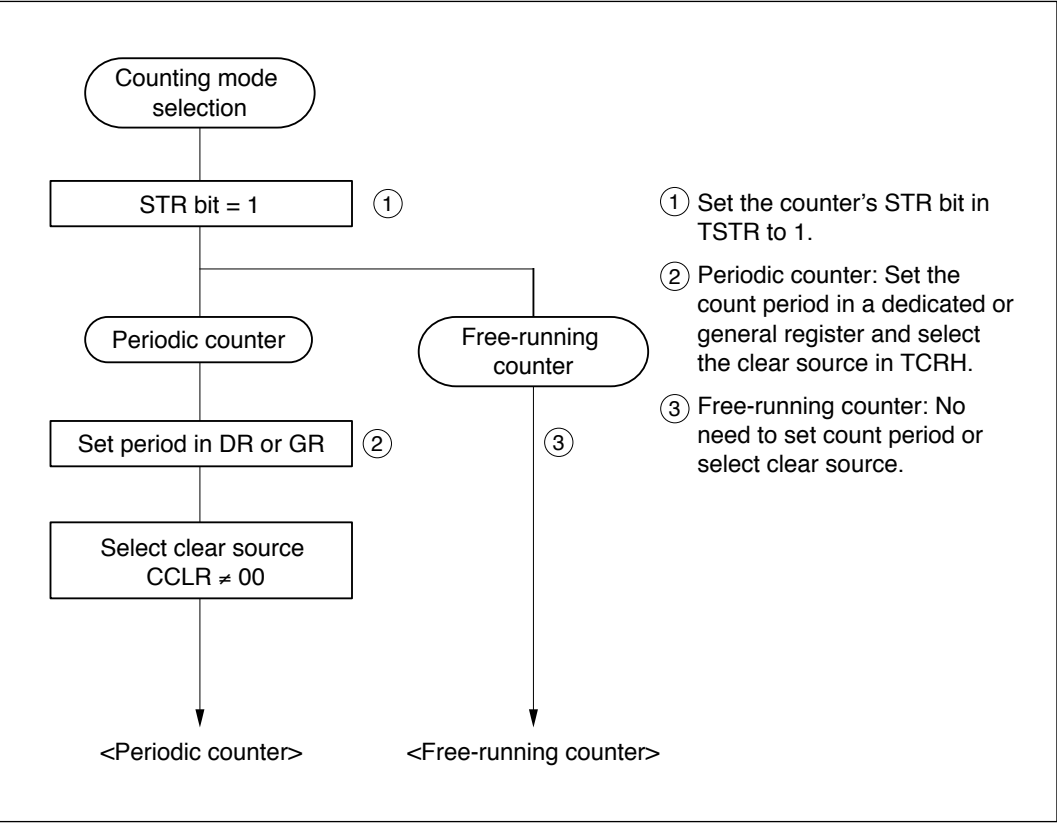 Counting mode
selection
STR bit = 1
①
Periodic counter
Free-running
counter
Set period in DR or GR
②
③
Select clear source
CCLR ≠ 00
<Periodic counter>
<Free-running counter>
① Set the counter’s STR bit in
TSTR to 1.
② Periodic counter: Set the
count period in a dedicated or
general register and select
the clear source in TCRH.
③ Free-running counter: No
need to set count period or
select clear source.